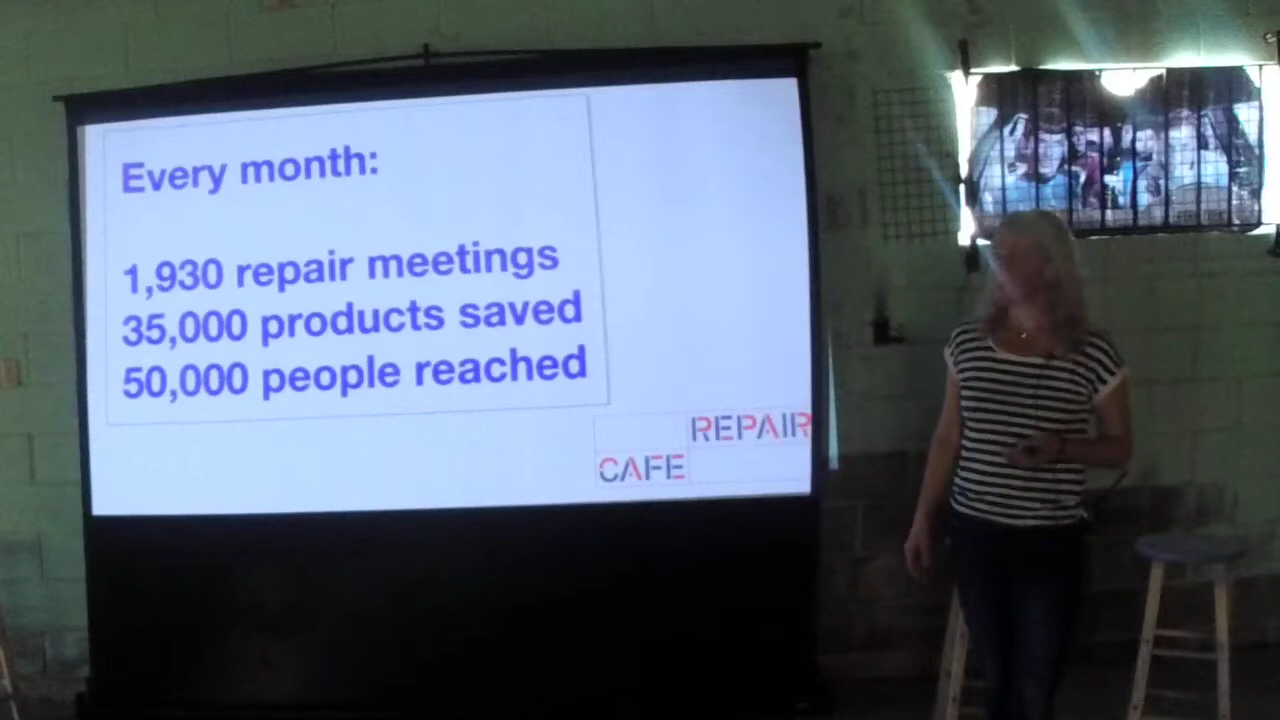 Every month:
1,930 repair meetings
35,000 products saved
50,000 people reached
REPAIR
CAFE